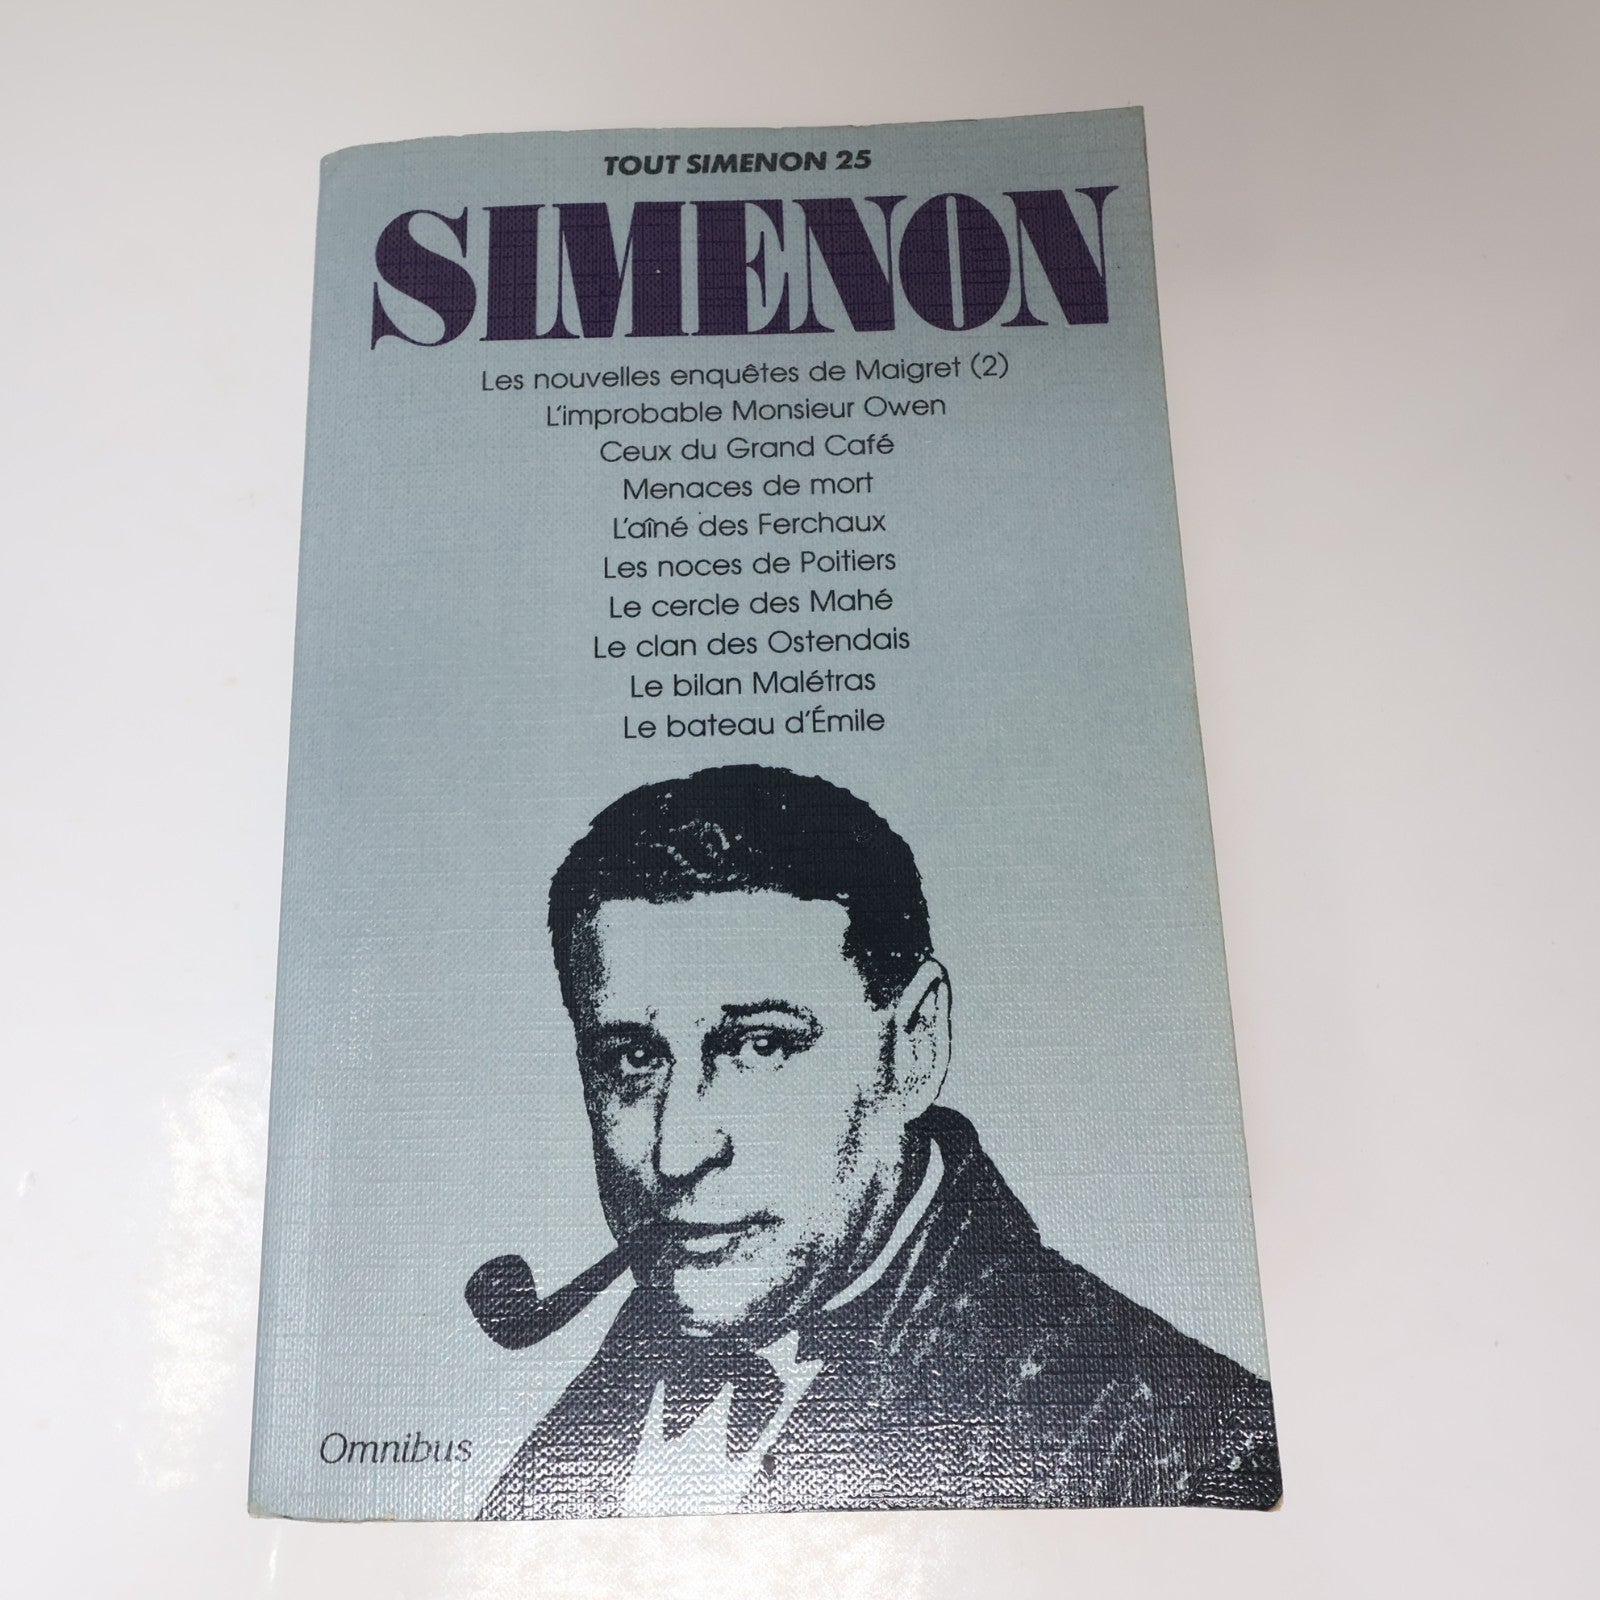 TOUT SIMENON 25
SIMENON
Les nouvelles enquêtes de Maigret (2)
L'improbable Monsieur Owen
Ceux du Grand Café
Menaces de mort
L'aîné des Ferchaux
Les noces de Poitiers
Le cercle des Mahé
Le clan des Ostendais
Le bilan Malétras
Le bateau d'Émile
Omnibus